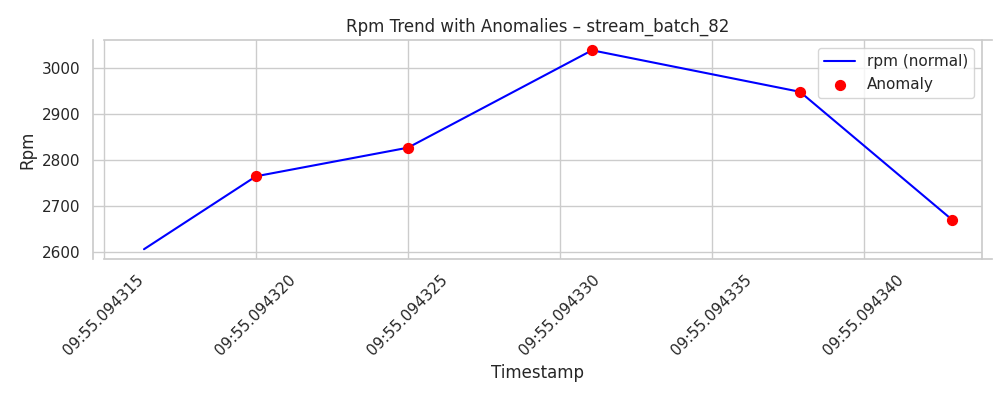 Rpm Trend with Anomalies – stream_batch_82
rpm (normal)
Anomaly
Rpm
3000
2900
2800
2700
2600
09:55.094315
09:55.094320
09:55.094325
09:55.094330
09:55.094335
09:55.094340
Timestamp